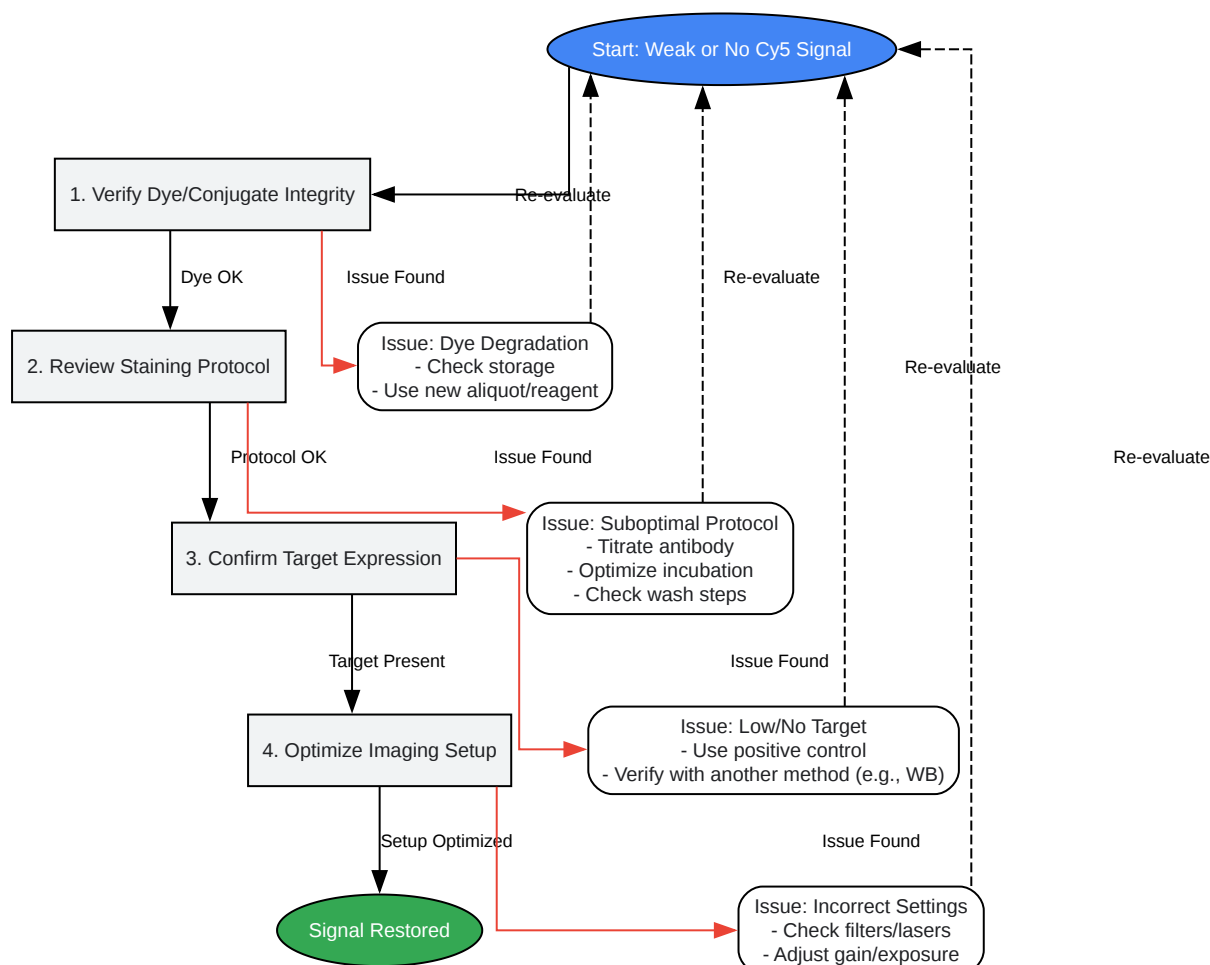 Start: Weak or No Cy5 Signal
1. Verify Dye/Conjugate Integrity
Re-evaluate
Dye OK
Issue Found
Re-evaluate
2. Review Staining Protocol
Issue: Dye Degradation
- Check storage
- Use new aliquot/reagent
Re-evaluate
Protocol OK
Issue Found
Re-evaluate
3. Confirm Target Expression
Issue: Suboptimal Protocol
- Titrate antibody
- Optimize incubation
- Check wash steps
Target Present
Issue Found
4. Optimize Imaging Setup
Issue: Low/No Target
- Use positive control
- Verify with another method (e.g., WB)
Setup Optimized
Issue Found
Signal Restored
Issue: Incorrect Settings
- Check filters/lasers
- Adjust gain/exposure